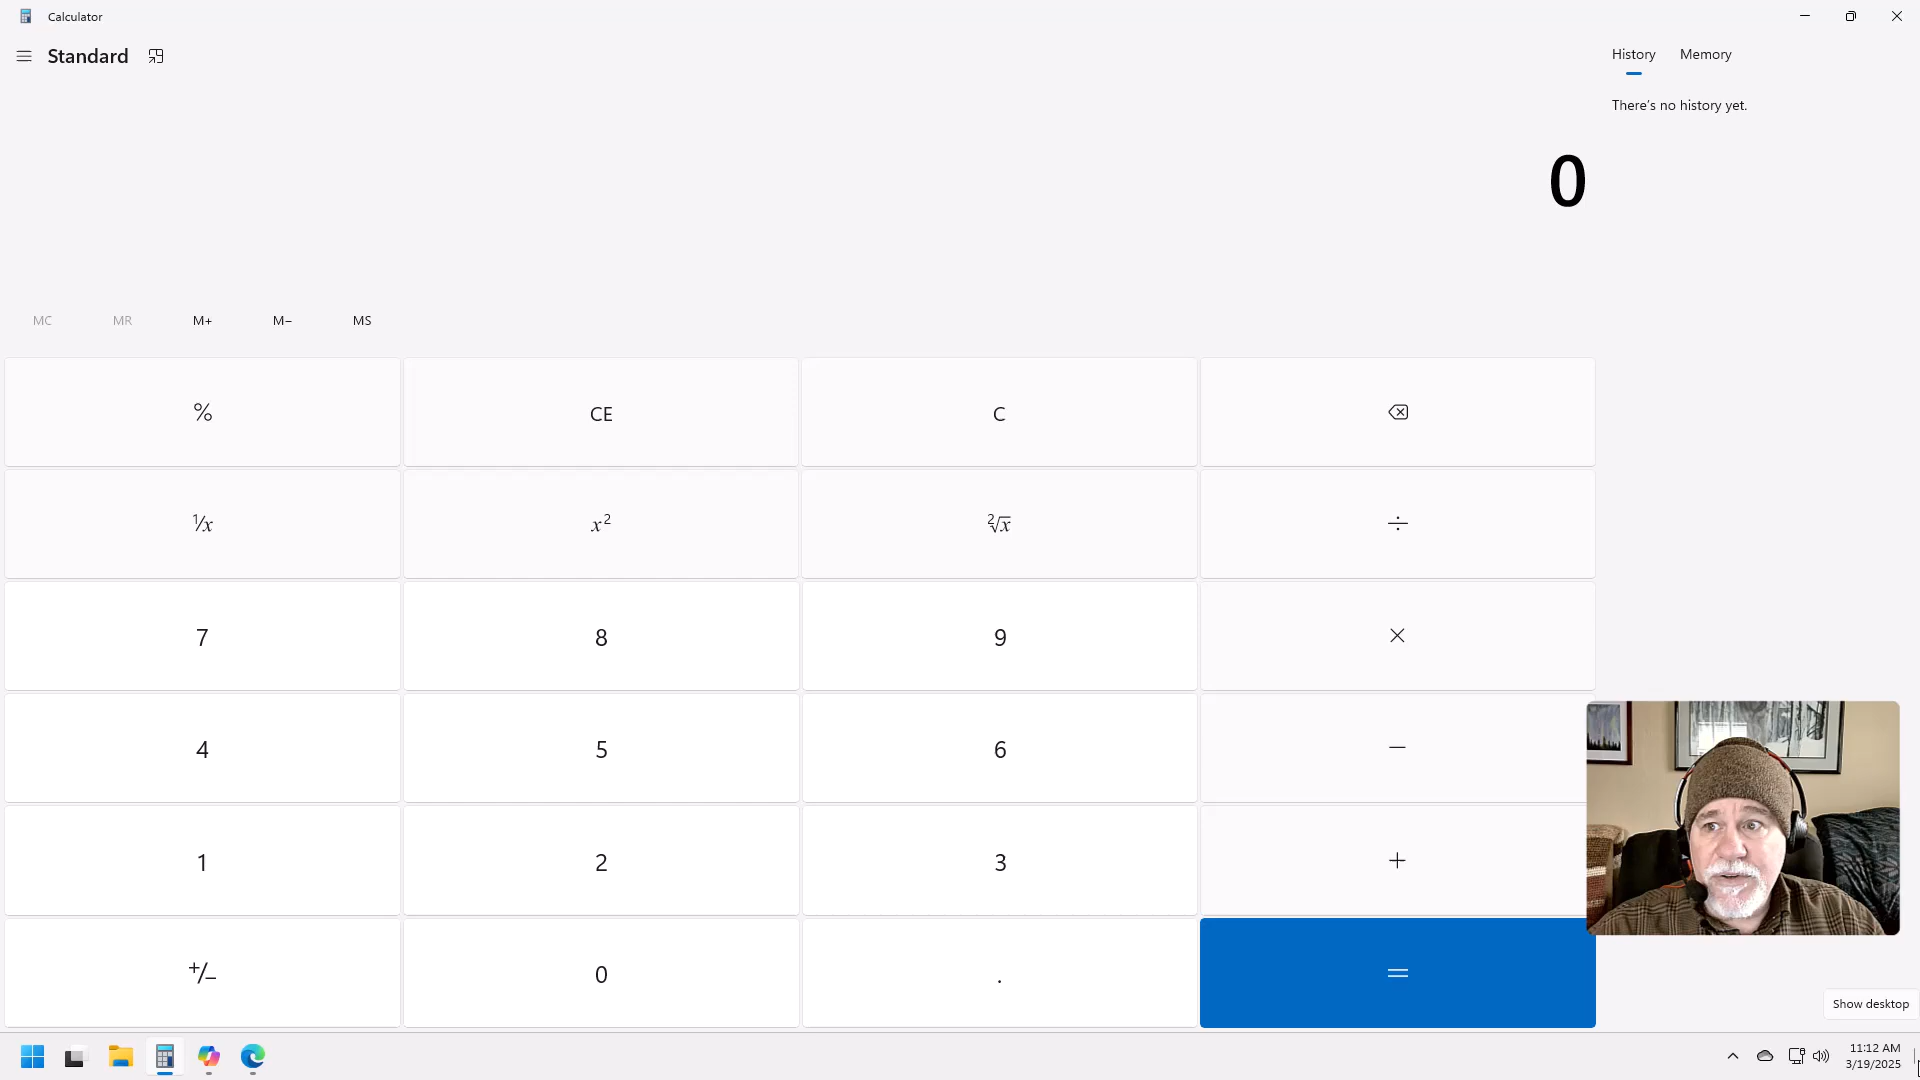 Calculator
Standard
History Memory
There's no history yet.
0
MC MR M+ M− MS
% CE C
¹/x x² ²√x ÷
7 8 9 ×
4 5 6 −
1 2 3 +
+/− 0 . =
Show desktop
11:12 AM
3/19/2025